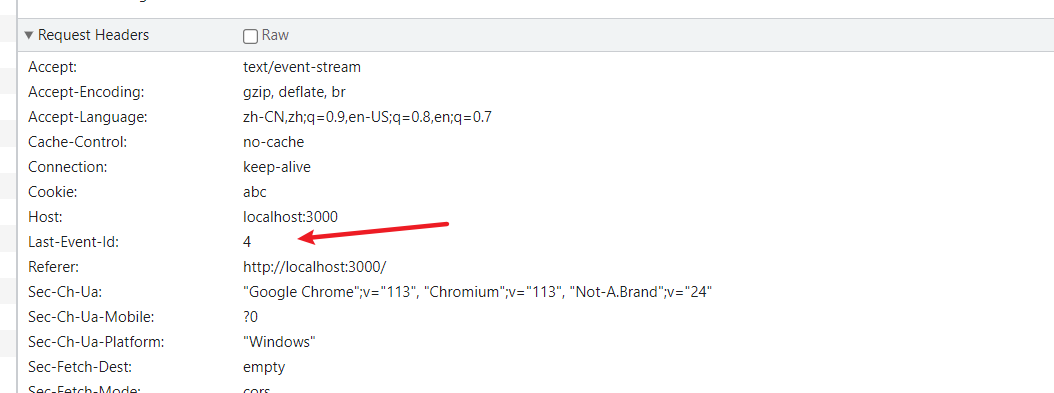 Request Headers Raw
Accept: text/event-stream
Accept-Encoding: gzip, deflate, br
Accept-Language: zh-CN,zh;q=0.9,en-US;q=0.8,en;q=0.7
Cache-Control: no-cache
Connection: keep-alive
Cookie: abc
Host: localhost:3000
Last-Event-Id: 4
Referer: http://localhost:3000/
Sec-Ch-Ua: "Google Chrome";v="113", "Chromium";v="113", "Not-A.Brand";v="24"
Sec-Ch-Ua-Mobile: ?0
Sec-Ch-Ua-Platform: "Windows"
Sec-Fetch-Dest: empty
Sec-Fetch-Mode: cors